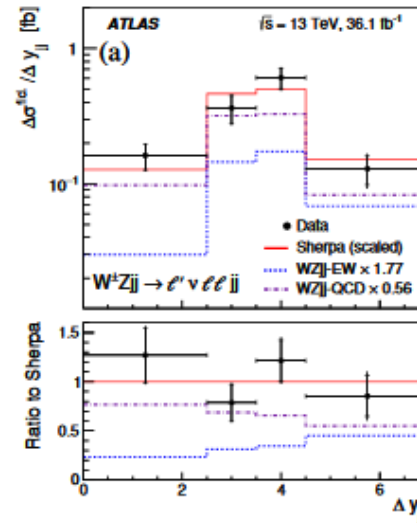 ATLAS √s = 13 TeV, 36.1 fb⁻¹
(a)
Δσ^fid. / Δ y_jj [fb]
1
10⁻¹
Data
Sherpa (scaled)
WZjj-EW × 1.77
WZjj-QCD × 0.56
W±Zjj → ℓ'ν ℓℓ jj
Ratio to Sherpa
1.5
1
0.5
0
0 2 4 6
Δ y